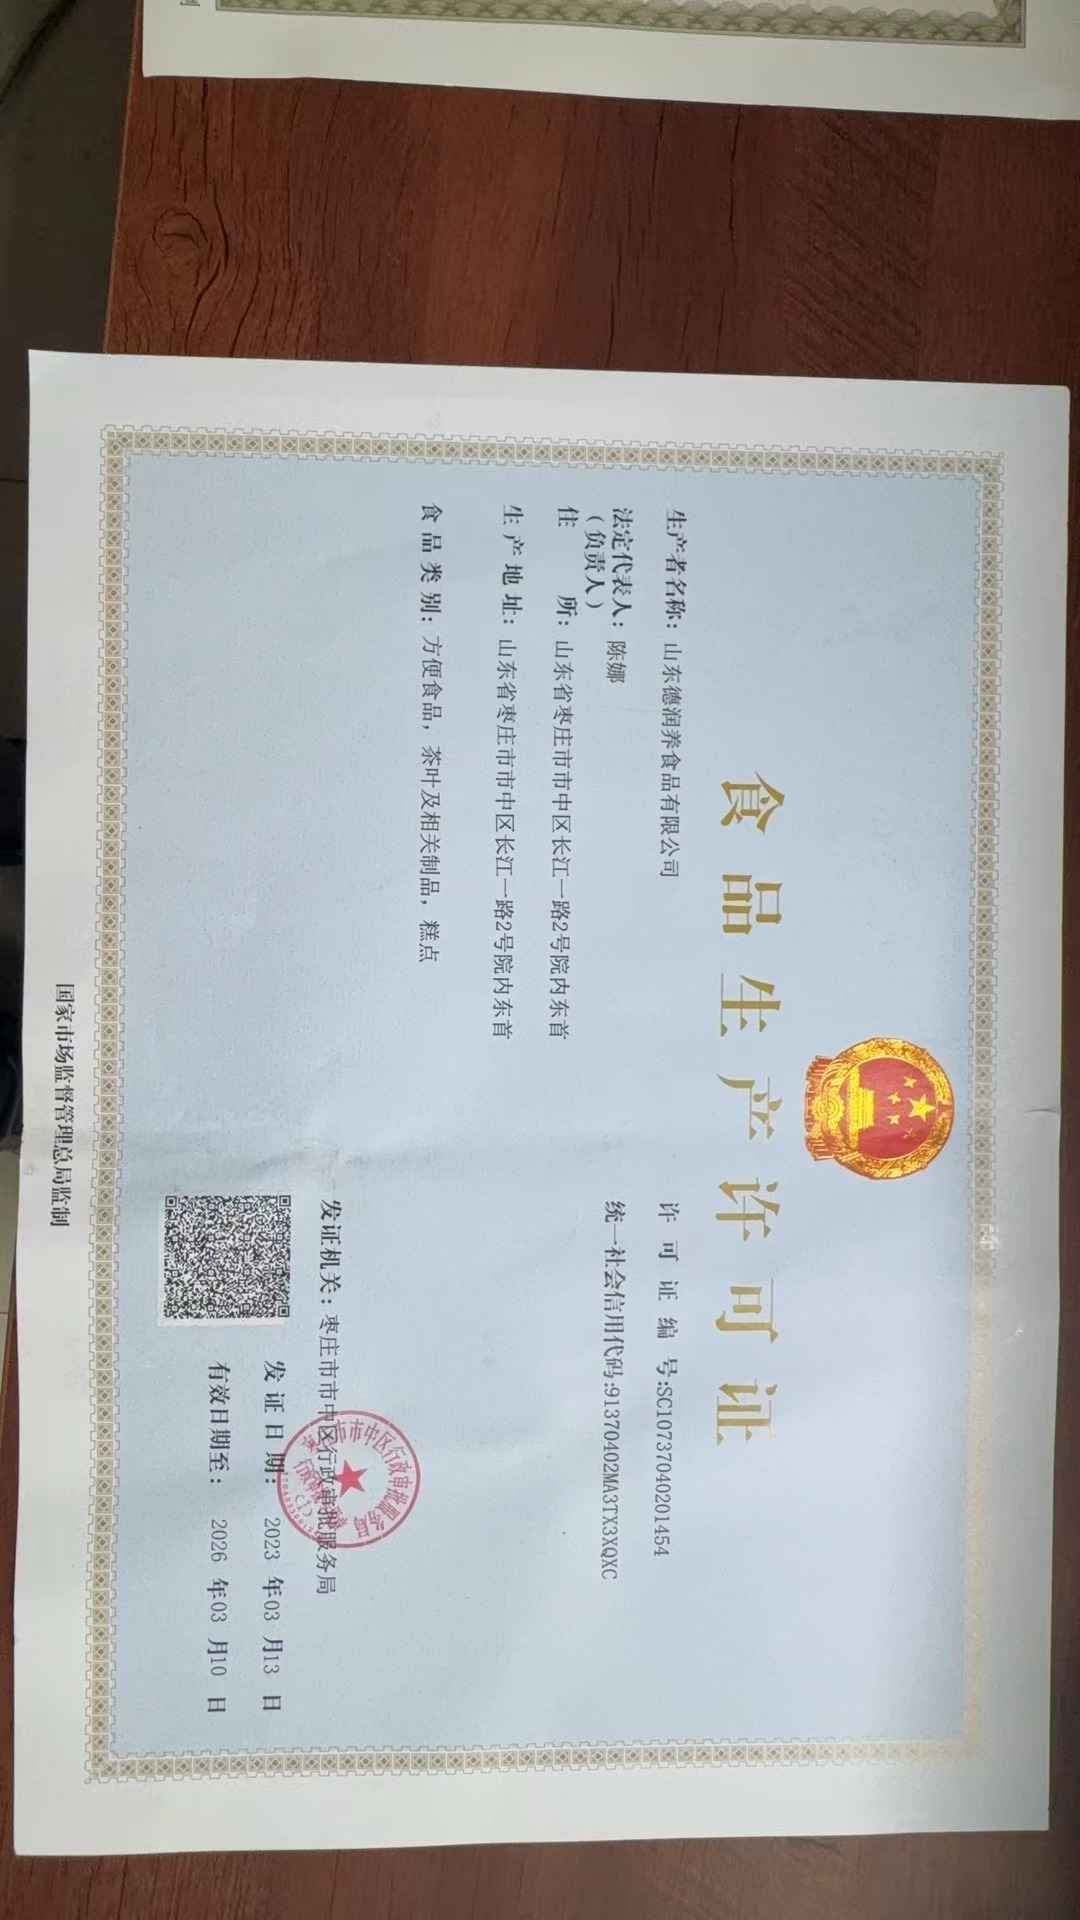 食品生产许可证
生产者名称：山东德润养食品有限公司
许可证编号:SC10737040201454
法定代表人：陈娜
（负责人）
统一社会信用代码:91370402MA3TX3XQXC
住所：山东省枣庄市市中区长江一路2号院内东首
生产地址：山东省枣庄市市中区长江一路2号院内东首
食品类别：方便食品，茶叶及相关制品，糕点
发证机关：枣庄市市中区行政审批服务局
发证日期：2023 年03 月13 日
有效日期至：2026 年03 月10 日
国家市场监督管理总局监制